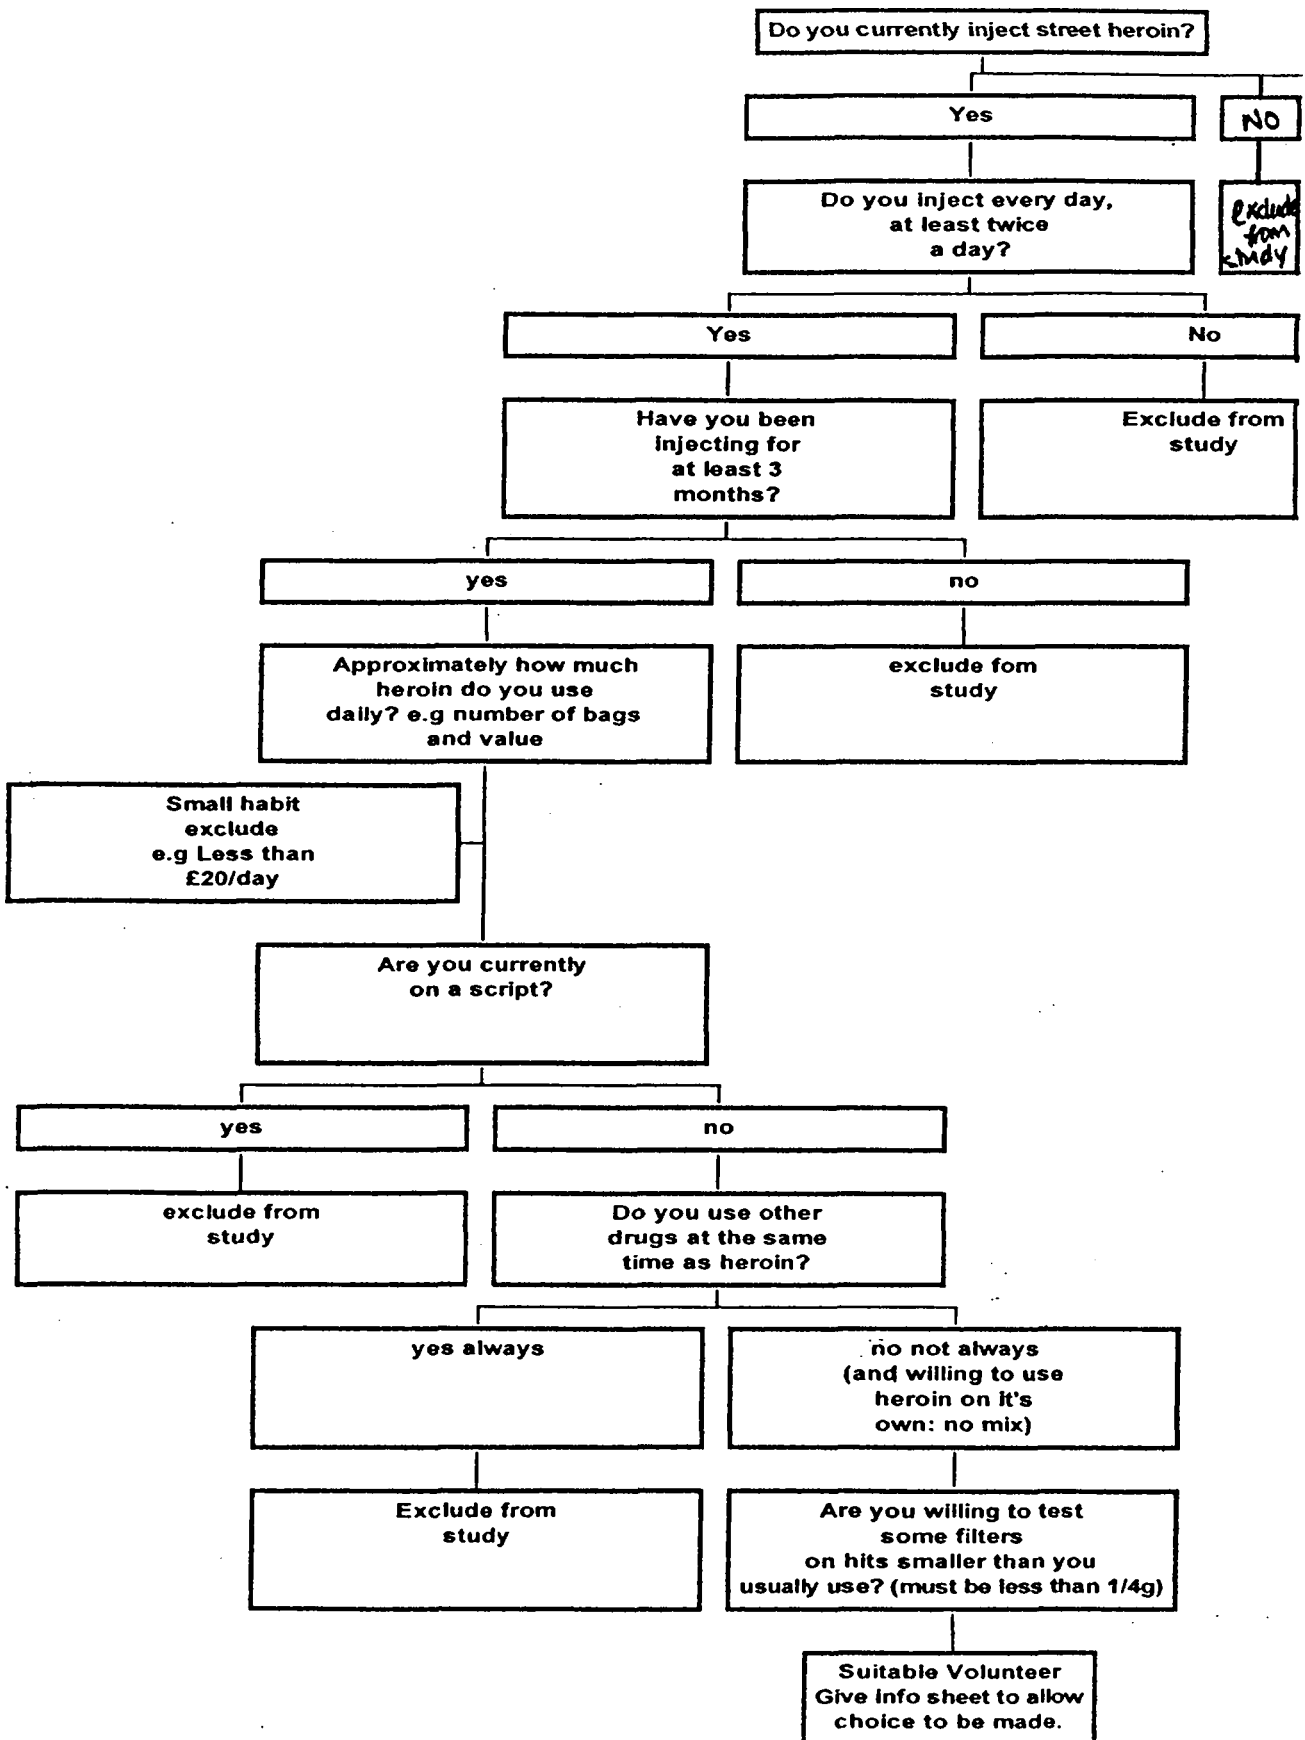 Do you currently inject street heroin?
Yes
NO
Do you inject every day,
at least twice
a day?
exclude
from
study
Yes
No
Have you been
injecting for
at least 3
months?
Exclude from
study
yes
no
Approximately how much
heroin do you use
daily? e.g number of bags
and value
exclude fom
study
Small habit
exclude
e.g Less than
£20/day
Are you currently
on a script?
yes
no
exclude from
study
Do you use other
drugs at the same
time as heroin?
yes always
no not always
(and willing to use
heroin on it's
own: no mix)
Exclude from
study
Are you willing to test
some filters
on hits smaller than you
usually use? (must be less than 1/4g)
Suitable Volunteer
Give info sheet to allow
choice to be made.